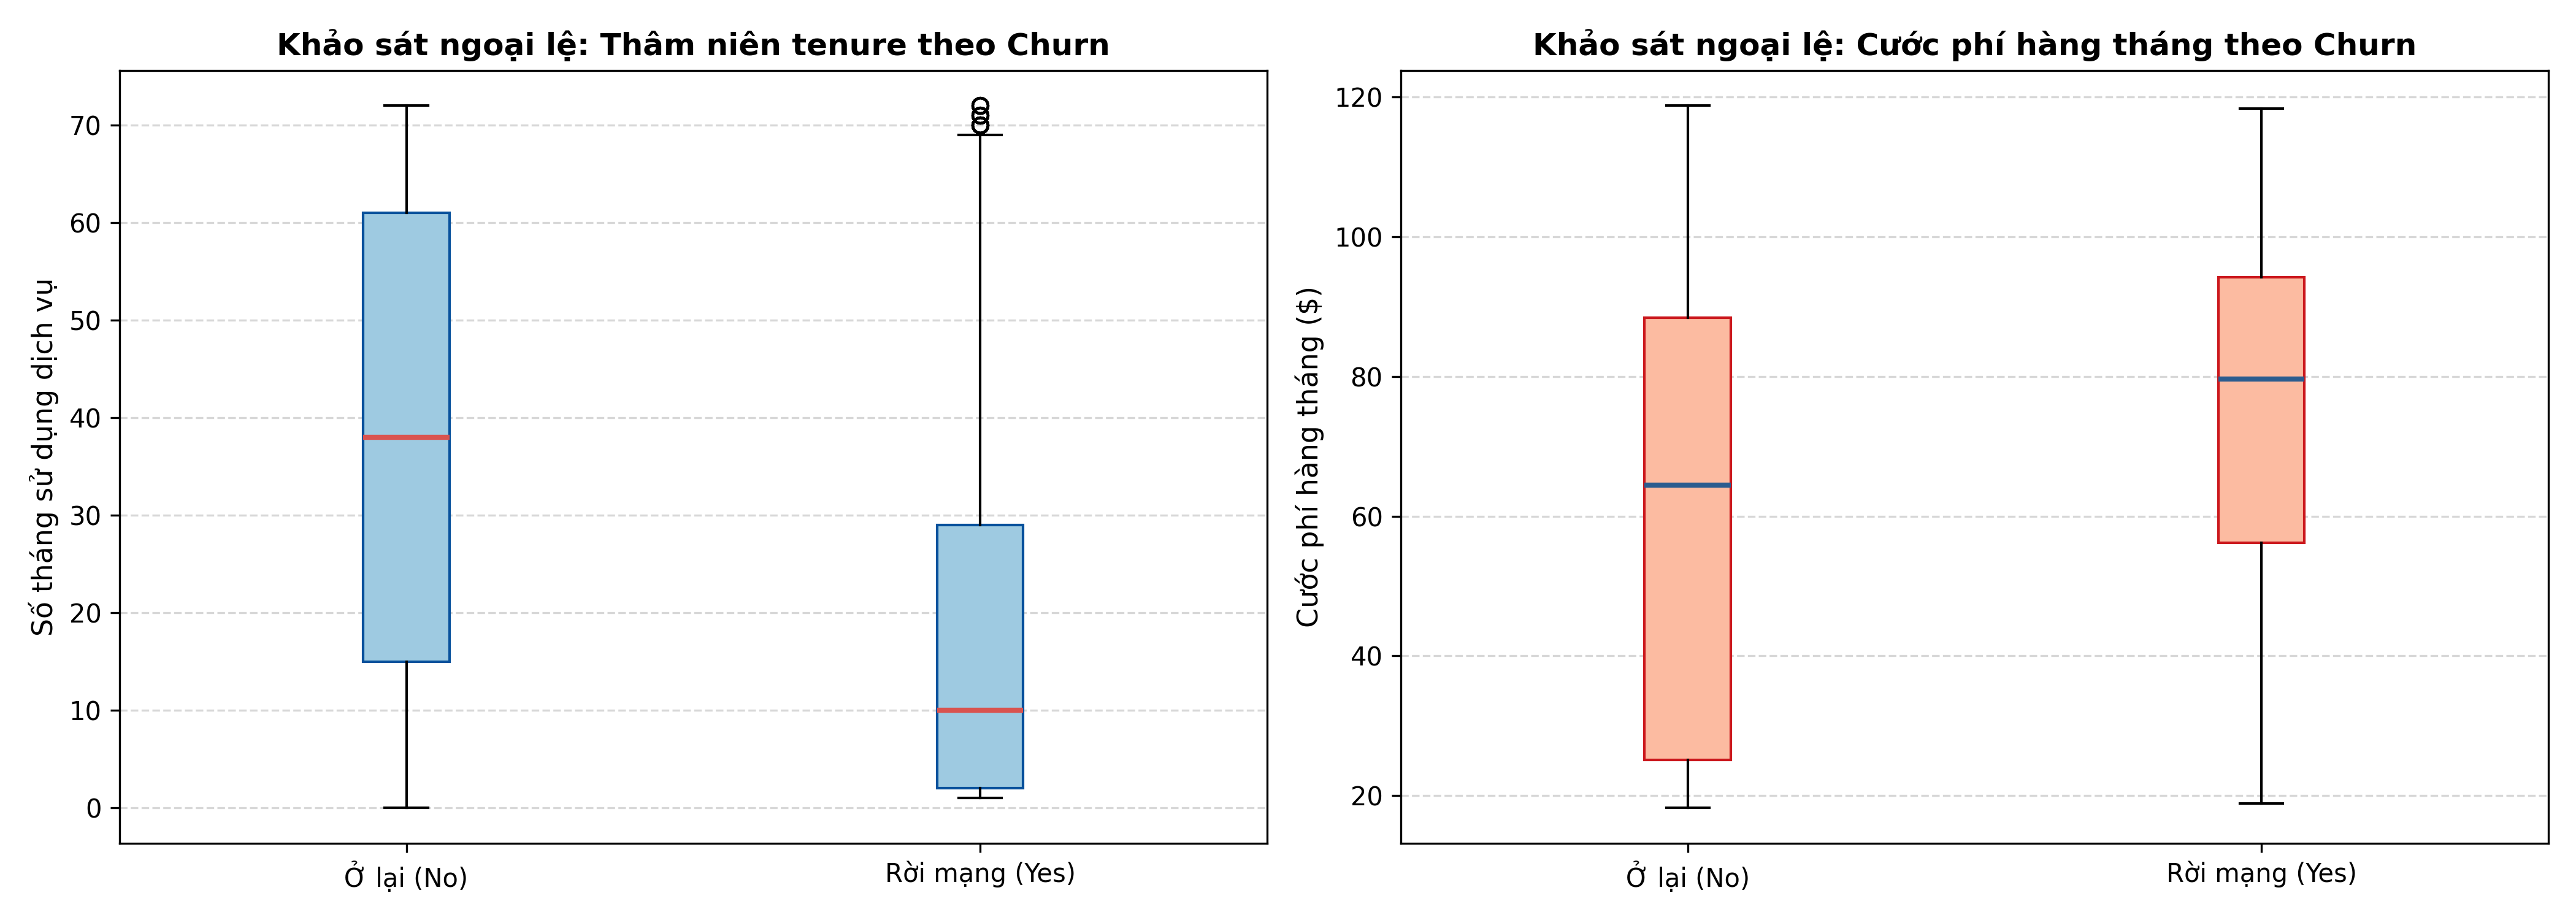 Khảo sát ngoại lệ: Thâm niên tenure theo Churn
Số tháng sử dụng dịch vụ
70
60
50
40
30
20
10
0
Ở lại (No)
Rời mạng (Yes)
Khảo sát ngoại lệ: Cước phí hàng tháng theo Churn
Cước phí hàng tháng ($)
120
100
80
60
40
20
Ở lại (No)
Rời mạng (Yes)